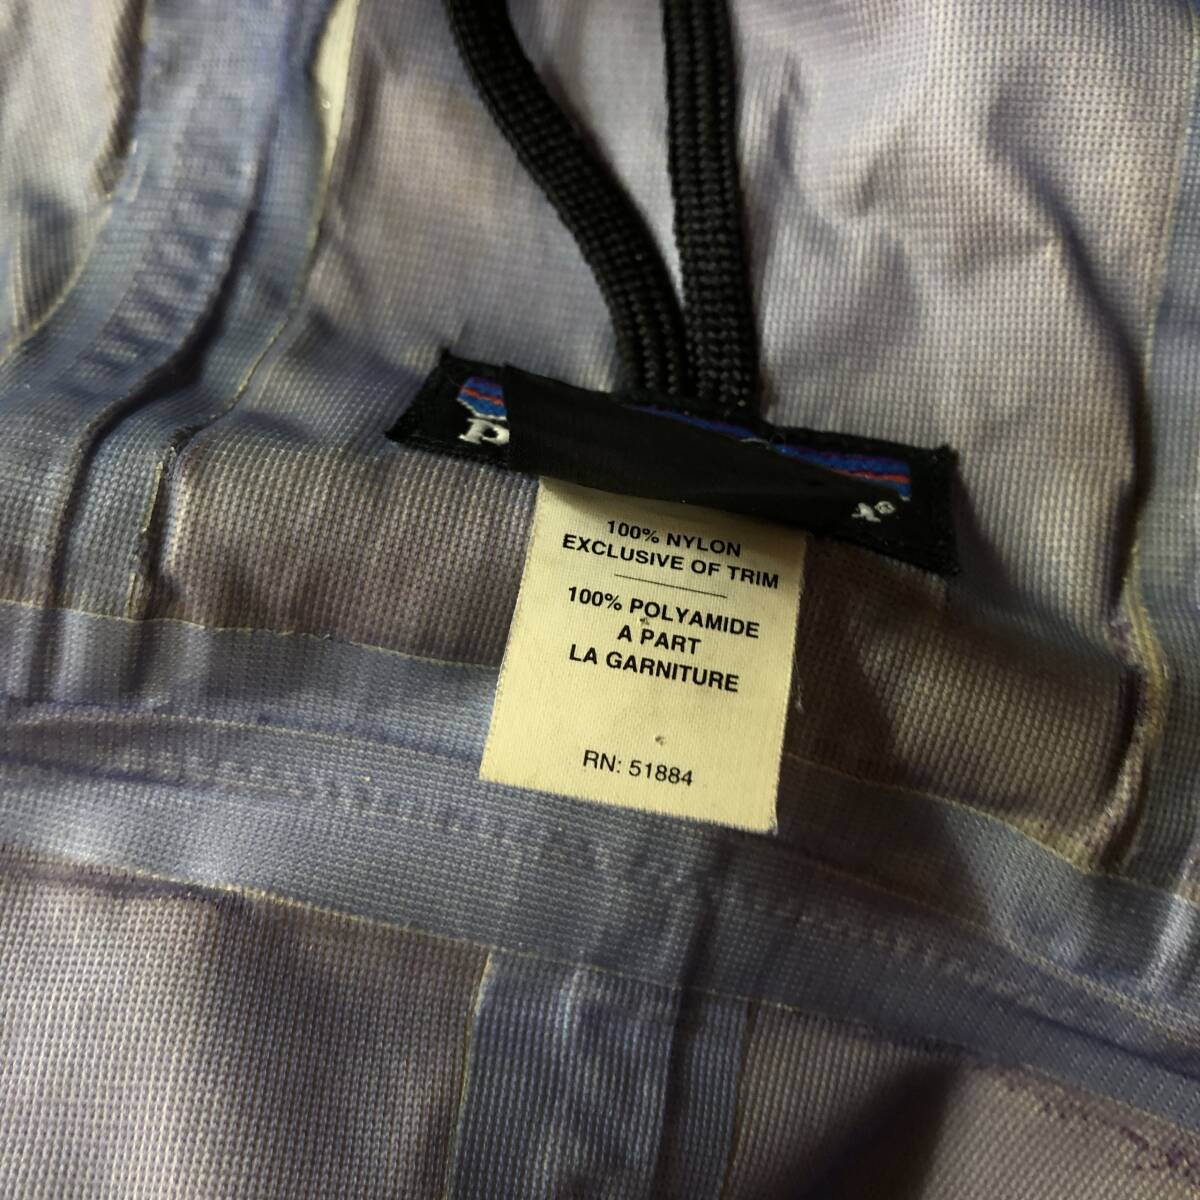 100% NYLON
EXCLUSIVE OF TRIM
100% POLYAMIDE
A PART
LA GARNITURE
RN: 51884